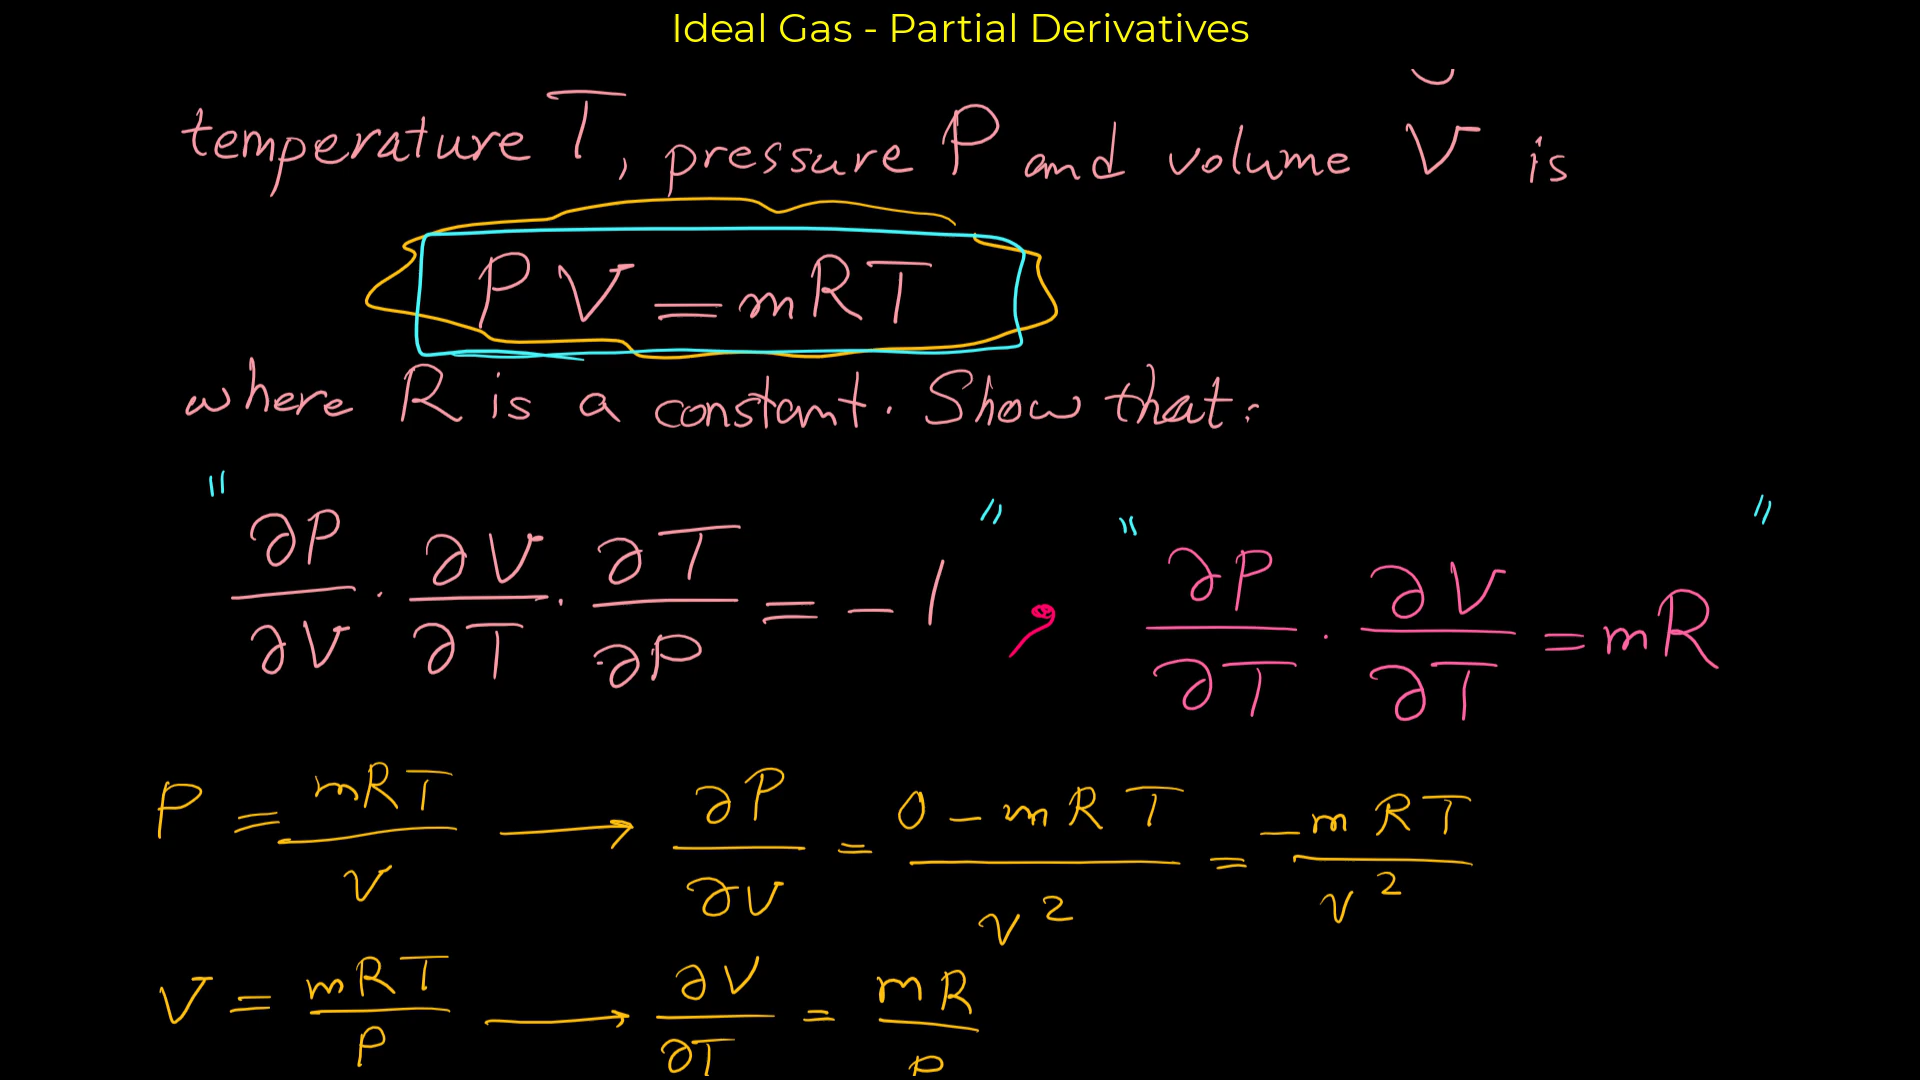 Ideal Gas - Partial Derivatives
temperature T, pressure P and volume V is
PV = mRT
where R is a constant. Show that:
" ∂P/∂V · ∂V/∂T · ∂T/∂P = -1 " , " ∂P/∂T · ∂V/∂T = mR "
P = mRT/V → ∂P/∂V = (0 - mRT)/V² = -mRT/V²
V = mRT/P → ∂V/∂T = mR/P